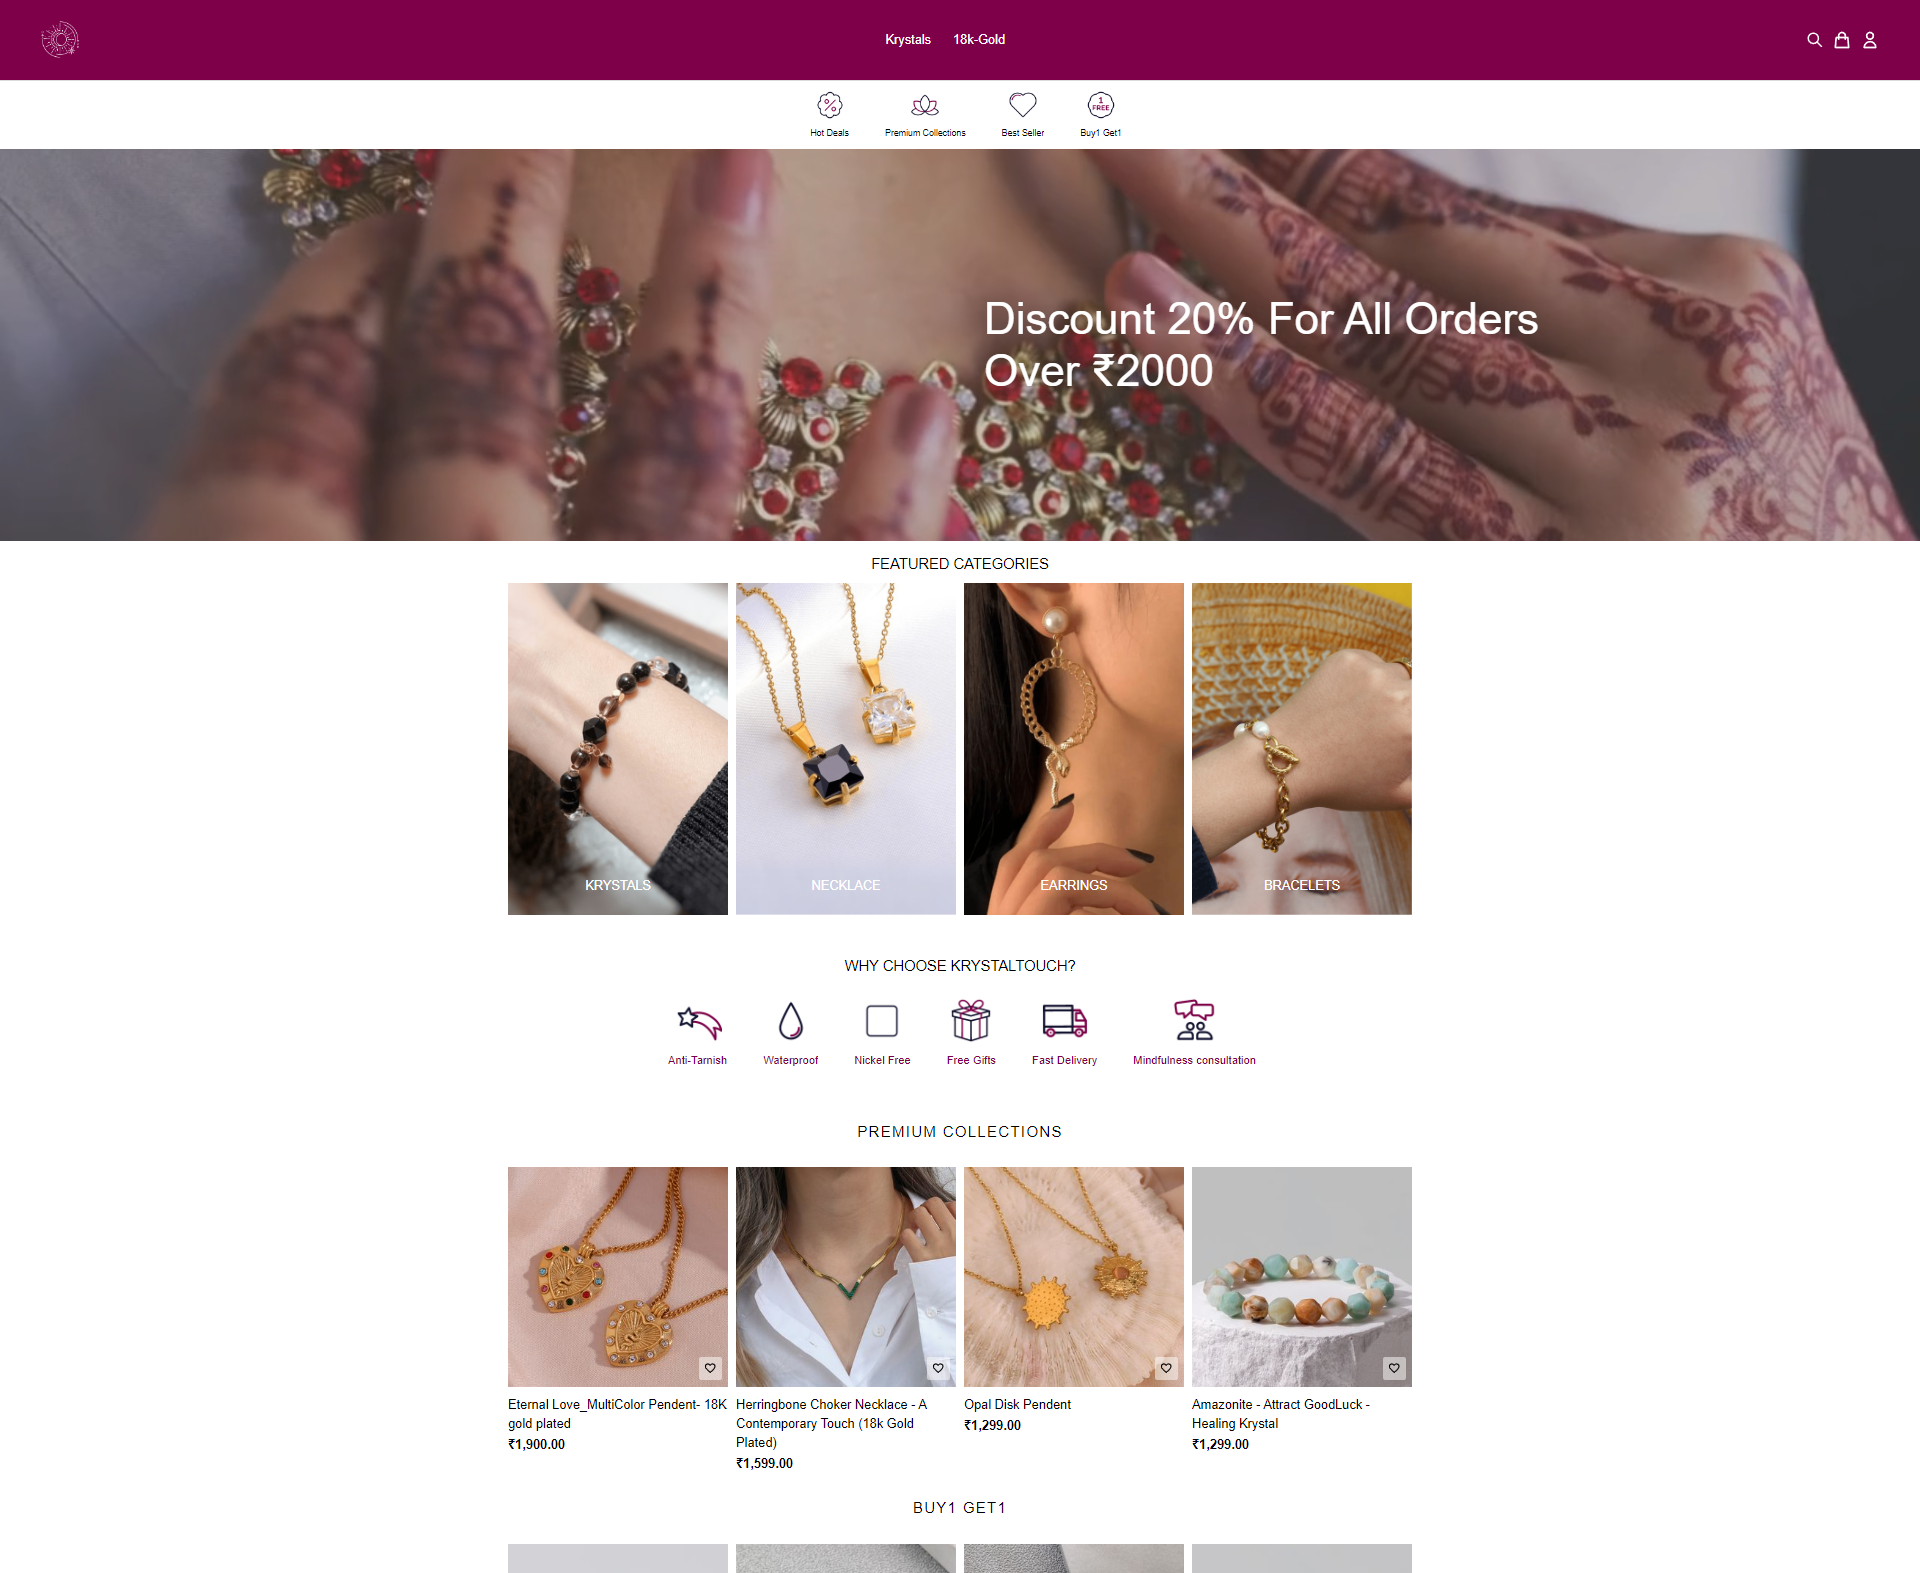 Krystals 18k-Gold
Hot Deals Premium Collections Best Seller Buy1 Get1
1
FREE
Discount 20% For All Orders
Over ₹2000
FEATURED CATEGORIES
KRYSTALS NECKLACE EARRINGS BRACELETS
WHY CHOOSE KRYSTALTOUCH?
Anti-Tarnish Waterproof Nickel Free Free Gifts Fast Delivery Mindfulness consultation
PREMIUM COLLECTIONS
Eternal Love_MultiColor Pendent- 18K
gold plated
₹1,900.00
Herringbone Choker Necklace - A
Contemporary Touch (18k Gold
Plated)
₹1,599.00
Opal Disk Pendent
₹1,299.00
Amazonite - Attract GoodLuck -
Healing Krystal
₹1,299.00
BUY1 GET1